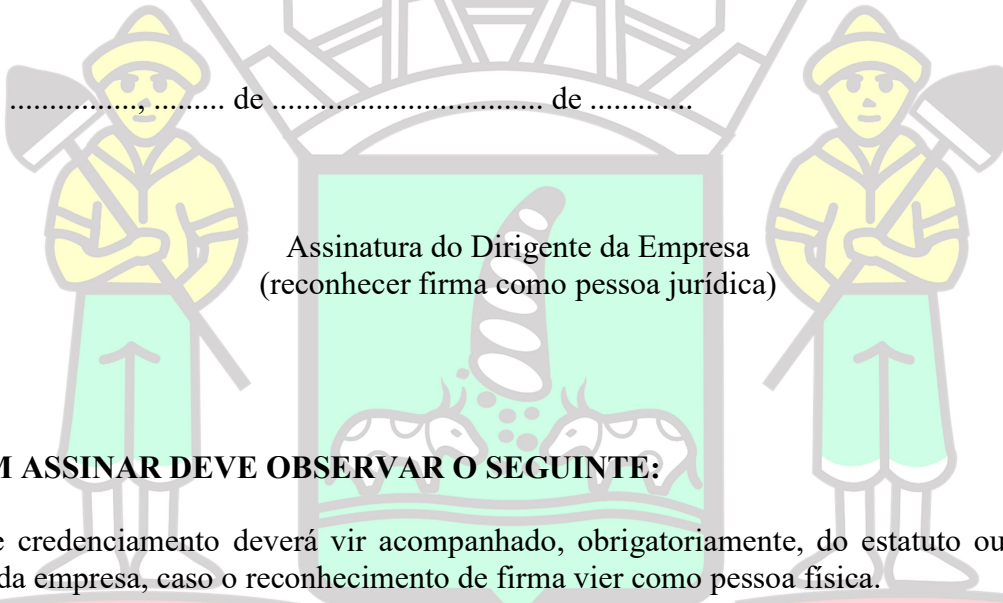 ................, ......... de .................................. de .............
Assinatura do Dirigente da Empresa
(reconhecer firma como pessoa jurídica)
M ASSINAR DEVE OBSERVAR O SEGUINTE:
e credenciamento deverá vir acompanhado, obrigatoriamente, do estatuto ou
da empresa, caso o reconhecimento de firma vier como pessoa física.